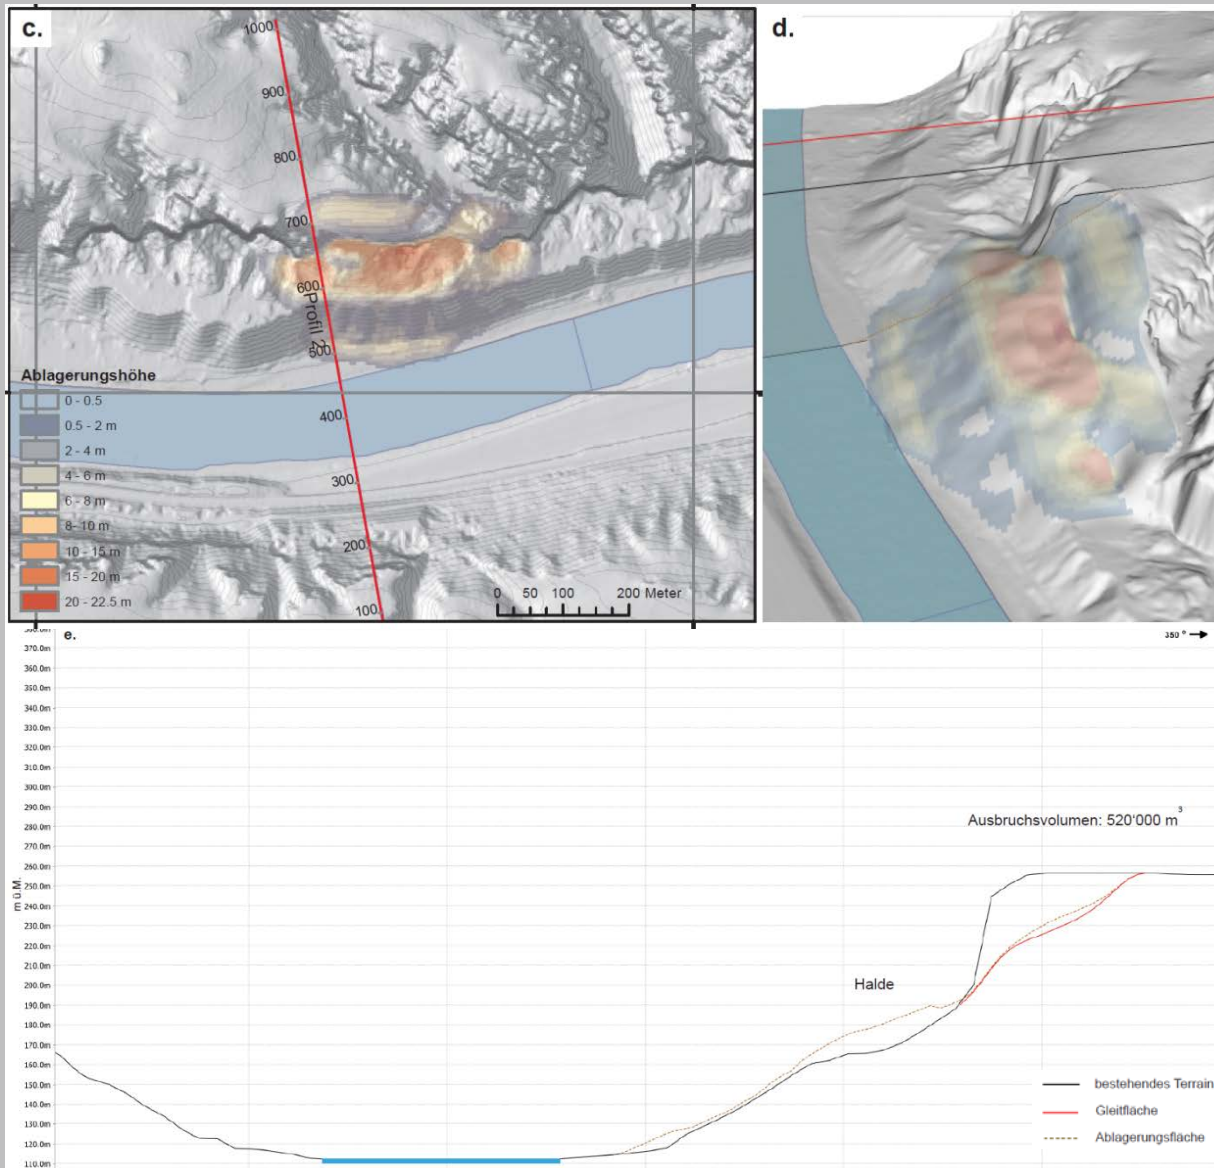 c.
1000.
900.
800.
700.
600.
Profil 2
500.
400.
300.
200.
100.
Ablagerungshöhe
0 - 0.5
0.5 - 2 m
2 - 4 m
4 - 6 m
6 - 8 m
8- 10 m
10 - 15 m
15 - 20 m
20 - 22.5 m
0 50 100 200 Meter
d.
e.
350 °
370.0m
360.0m
350.0m
340.0m
330.0m
320.0m
310.0m
300.0m
290.0m
280.0m
270.0m
260.0m
250.0m
240.0m
230.0m
220.0m
210.0m
200.0m
190.0m
180.0m
170.0m
160.0m
150.0m
140.0m
130.0m
120.0m
110.0m
m ü.M.
Ausbruchsvolumen: 520'000 m³
Halde
bestehendes Terrain
Gleitfläche
Ablagerungsfläche